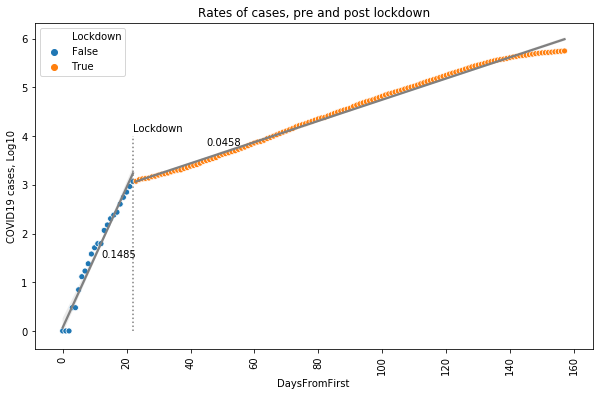 Rates of cases, pre and post lockdown
Lockdown
False
True
6
5
4
3
2
1
0
COVID19 cases, Log10
Lockdown
0.0458
0.1485
0
20
40
60
80
100
120
140
160
DaysFromFirst